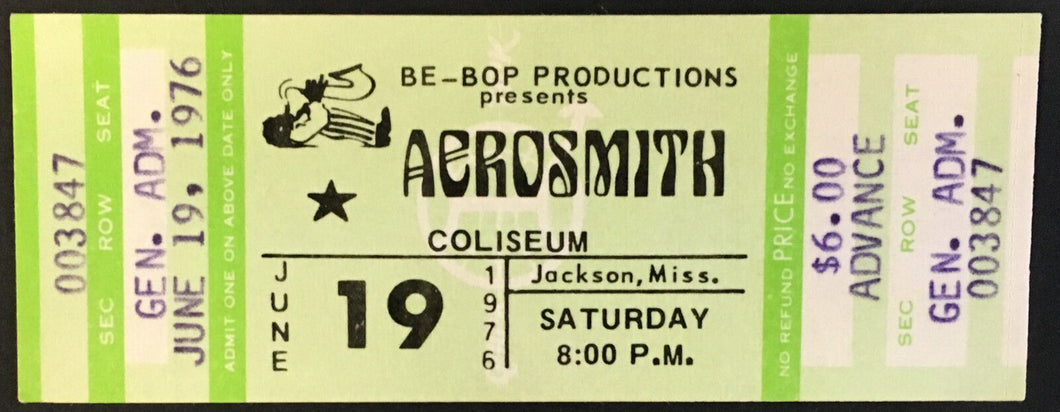 003847
SEC ROW SEAT
GEN. ADM.
JUNE 19, 1976
ADMIT ONE ON ABOVE DATE ONLY
BE-BOP PRODUCTIONS
presents
AEROSMITH
COLISEUM
JUNE
19
1976
Jackson, Miss.
SATURDAY
8:00 P.M.
NO REFUND PRICE NO EXCHANGE
$6.00
ADVANCE
SEC ROW SEAT
GEN. ADM.
003847